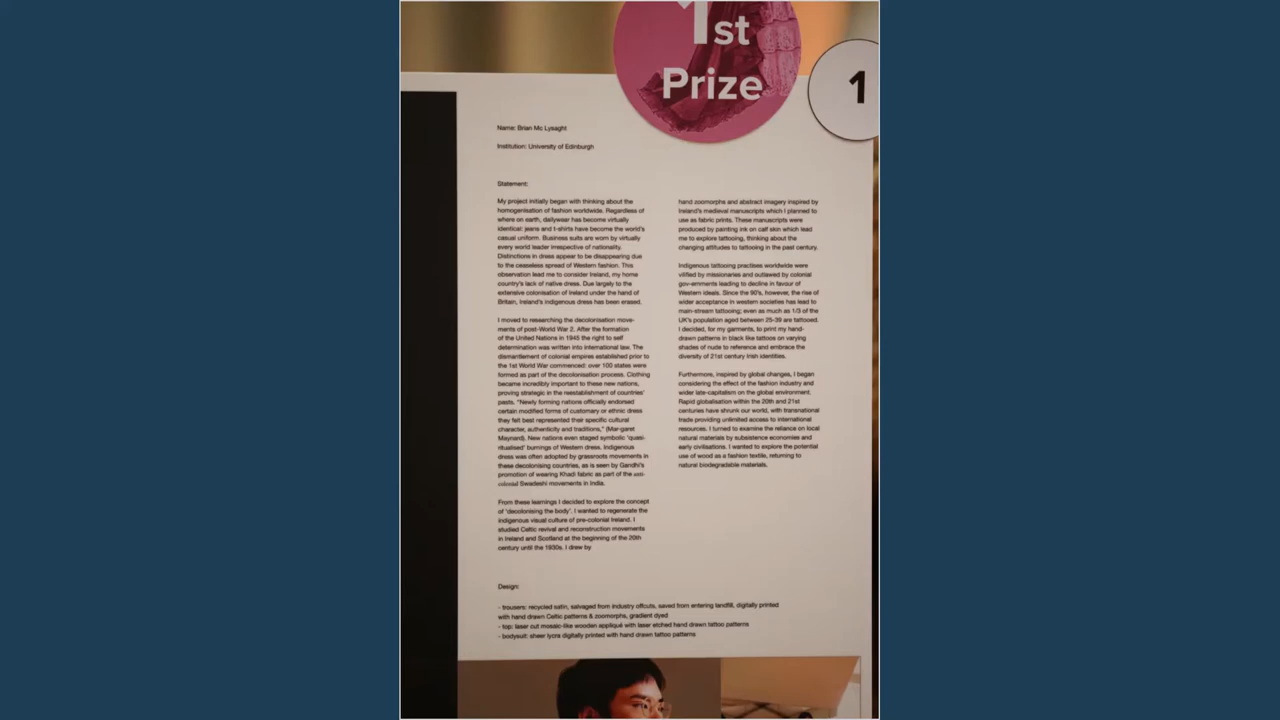 1st
Prize
1
Name: Brian Mc Lysaght
Institution: University of Edinburgh
Statement:
My project initially began with thinking about the
homogenisation of fashion worldwide. Regardless of
where on earth, dailywear has become virtually
identical: jeans and t-shirts have become the world's
casual uniform. Business suits are worn by virtually
every world leader irrespective of nationality.
Distinctions in dress appear to be disappearing due
to the ceaseless spread of Western fashion. This
observation lead me to consider Ireland, my home
country's lack of native dress. Due largely to the
extensive colonisation of Ireland under the hand of
Britain, Ireland's indigenous dress has been erased.
I moved to researching the decolonisation move-
ments of post-World War 2. After the formation
of the United Nations in 1945 the right to self
determination was written into international law. The
dismantlement of colonial empires established prior to
the 1st World War commenced: over 100 states were
formed as part of the decolonisation process. Clothing
became incredibly important to these new nations,
proving strategic in the reestablishment of countries'
pasts. "Newly forming nations officially endorsed
certain modified forms of customary or ethnic dress
they felt best represented their specific cultural
character, authenticity and traditions," (Mar-garet
Maynard). New nations even staged symbolic 'quasi-
ritualised' burnings of Western dress. Indigenous
dress was often adopted by grassroots movements in
these decolonising countries, as is seen by Gandhi's
promotion of wearing Khadi fabric as part of the anti-
colonial Swadeshi movements in India.
From these learnings I decided to explore the concept
of 'decolonising the body'. I wanted to regenerate the
indigenous visual culture of pre-colonial Ireland. I
studied Celtic revival and reconstruction movements
in Ireland and Scotland at the beginning of the 20th
century until the 1930s. I drew by
hand zoomorphs and abstract imagery inspired by
Ireland's medieval manuscripts which I planned to
use as fabric prints. These manuscripts were
produced by painting ink on calf skin which lead
me to explore tattooing, thinking about the
changing attitudes to tattooing in the past century.
Indigenous tattooing practises worldwide were
vilified by missionaries and outlawed by colonial
gov-ernments leading to decline in favour of
Western ideals. Since the 90's, however, the rise of
wider acceptance in western societies has lead to
main-stream tattooing; even as much as 1/3 of the
UK's population aged between 25-39 are tattooed.
I decided, for my garments, to print my hand-
drawn patterns in black like tattoos on varying
shades of nude to reference and embrace the
diversity of 21st century Irish identities.
Furthermore, inspired by global changes, I began
considering the effect of the fashion industry and
wider late-capitalism on the global environment.
Rapid globalisation within the 20th and 21st
centuries have shrunk our world, with transnational
trade providing unlimited access to international
resources. I turned to examine the reliance on local
natural materials by subsistence economies and
early civilisations. I wanted to explore the potential
use of wood as a fashion textile, returning to
natural biodegradable materials.
Design:
- trousers: recycled satin, salvaged from industry offcuts, saved from entering landfill, digitally printed
with hand drawn Celtic patterns & zoomorphs, gradient dyed
- top: laser cut mosaic-like wooden appliqué with laser etched hand drawn tattoo patterns
- bodysuit: sheer lycra digitally printed with hand drawn tattoo patterns